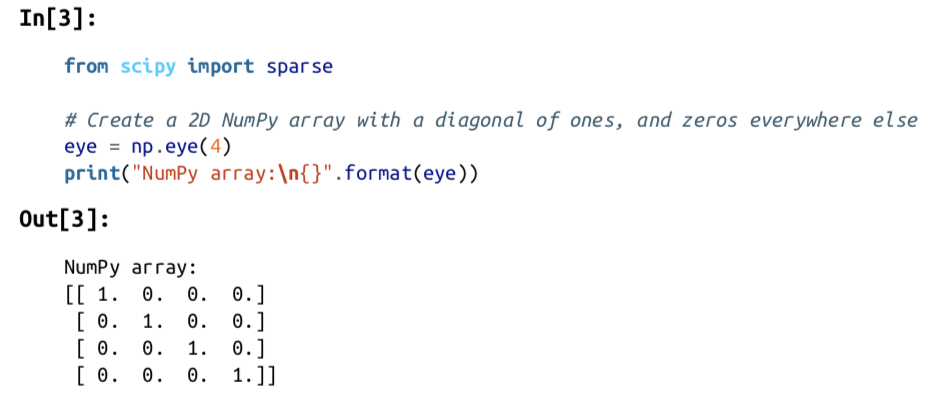 In[3]:
from scipy import sparse
# Create a 2D NumPy array with a diagonal of ones, and zeros everywhere else
eye = np.eye(4)
print("NumPy array:\n{}".format(eye))
Out[3]:
NumPy array:
[[ 1.  0.  0.  0.]
 [ 0.  1.  0.  0.]
 [ 0.  0.  1.  0.]
 [ 0.  0.  0.  1.]]